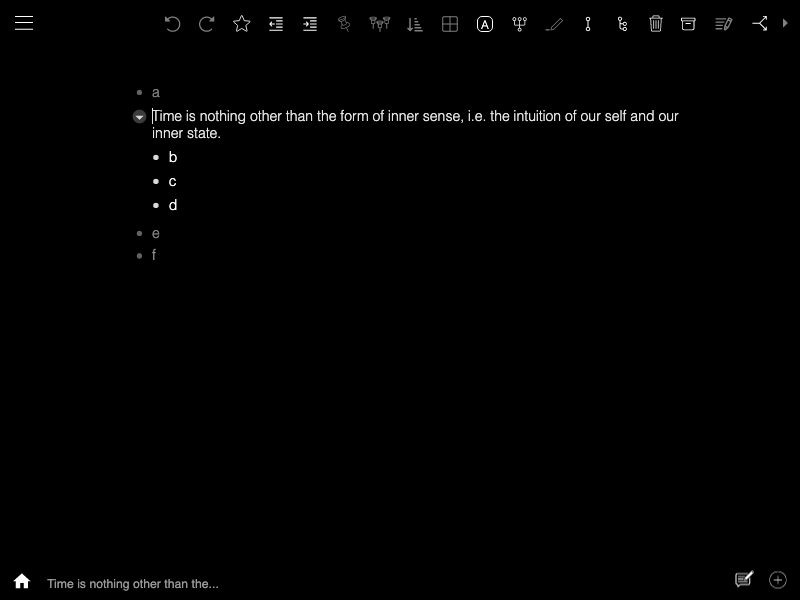 A
a
Time is nothing other than the form of inner sense, i.e. the intuition of our self and our
inner state.
b
c
d
e
f
Time is nothing other than the...